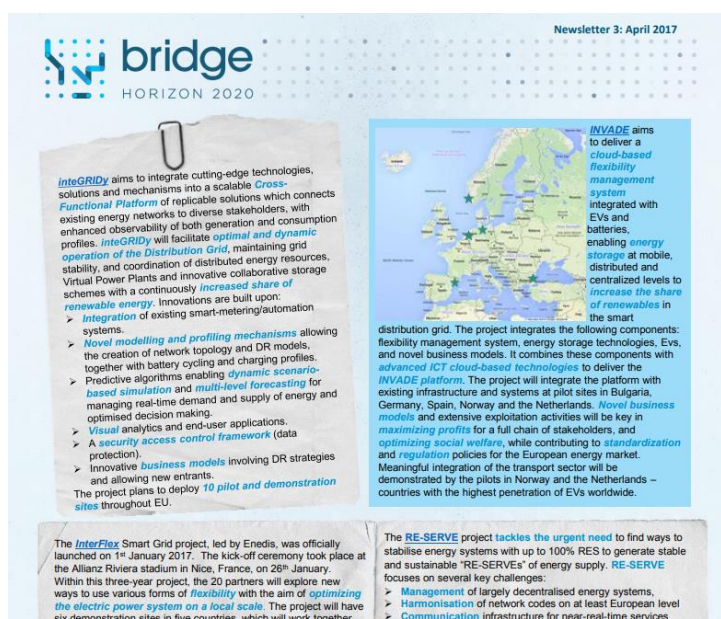 Newsletter 3: April 2017
bridge
HORIZON 2020
inteGRIDy aims to integrate cutting-edge technologies,
solutions and mechanisms into a scalable Cross-
Functional Platform of replicable solutions which connects
existing energy networks to diverse stakeholders, with
enhanced observability of both generation and consumption
profiles. inteGRIDy will facilitate optimal and dynamic
operation of the Distribution Grid, maintaining grid
stability, and coordination of distributed energy resources,
Virtual Power Plants and innovative collaborative storage
schemes with a continuously increased share of
renewable energy. Innovations are built upon:
➢ Integration of existing smart-metering/automation
systems.
➢ Novel modelling and profiling mechanisms allowing
the creation of network topology and DR models,
together with battery cycling and charging profiles.
➢ Predictive algorithms enabling dynamic scenario-
based simulation and multi-level forecasting for
managing real-time demand and supply of energy and
optimised decision making.
➢ Visual analytics and end-user applications.
➢ A security access control framework (data
protection).
➢ Innovative business models involving DR strategies
and allowing new entrants.
The project plans to deploy 10 pilot and demonstration
sites throughout EU.
INVADE aims
to deliver a
cloud-based
flexibility
management
system
integrated with
EVs and
batteries,
enabling energy
storage at mobile,
distributed and
centralized levels to
increase the share
of renewables in
the smart
distribution grid. The project integrates the following components:
flexibility management system, energy storage technologies, Evs,
and novel business models. It combines these components with
advanced ICT cloud-based technologies to deliver the
INVADE platform. The project will integrate the platform with
existing infrastructure and systems at pilot sites in Bulgaria,
Germany, Spain, Norway and the Netherlands. Novel business
models and extensive exploitation activities will be key in
maximizing profits for a full chain of stakeholders, and
optimizing social welfare, while contributing to standardization
and regulation policies for the European energy market.
Meaningful integration of the transport sector will be
demonstrated by the pilots in Norway and the Netherlands –
countries with the highest penetration of EVs worldwide.
The InterFlex Smart Grid project, led by Enedis, was officially
launched on 1st January 2017. The kick-off ceremony took place at
the Allianz Riviera stadium in Nice, France, on 26th January.
Within this three-year project, the 20 partners will explore new
ways to use various forms of flexibility with the aim of optimizing
the electric power system on a local scale. The project will have
six demonstration sites in five countries, which will work together
The RE-SERVE project tackles the urgent need to find ways to
stabilise energy systems with up to 100% RES to generate stable
and sustainable “RE-SERVEs” of energy supply. RE-SERVE
focuses on several key challenges:
➢ Management of largely decentralised energy systems,
➢ Harmonisation of network codes on at least European level
➢ Communication infrastructure for near-real-time services